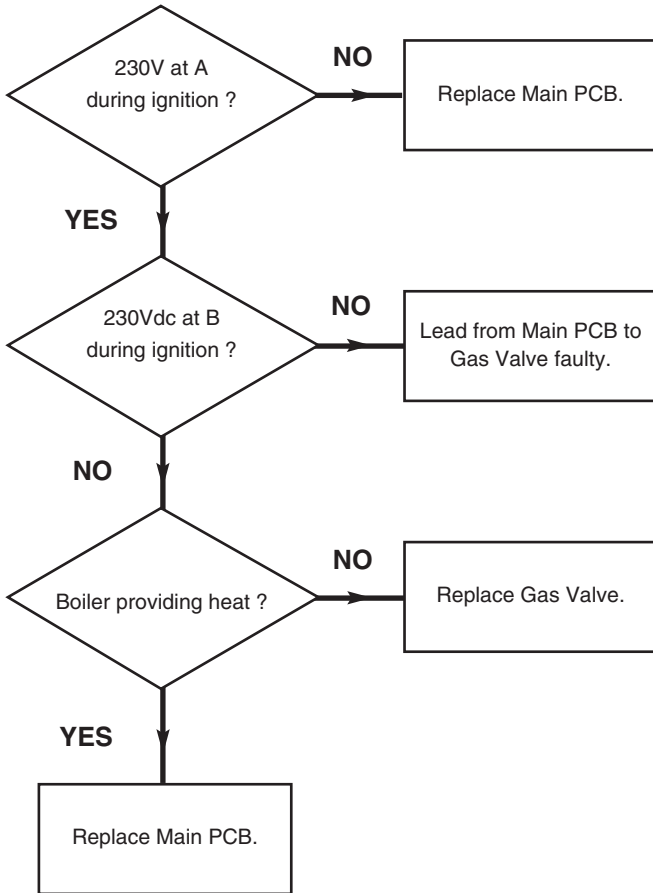 230V at A
during ignition ?
NO
Replace Main PCB.
YES
230Vdc at B
during ignition ?
NO
Lead from Main PCB to
Gas Valve faulty.
NO
Boiler providing heat ?
NO
Replace Gas Valve.
YES
Replace Main PCB.